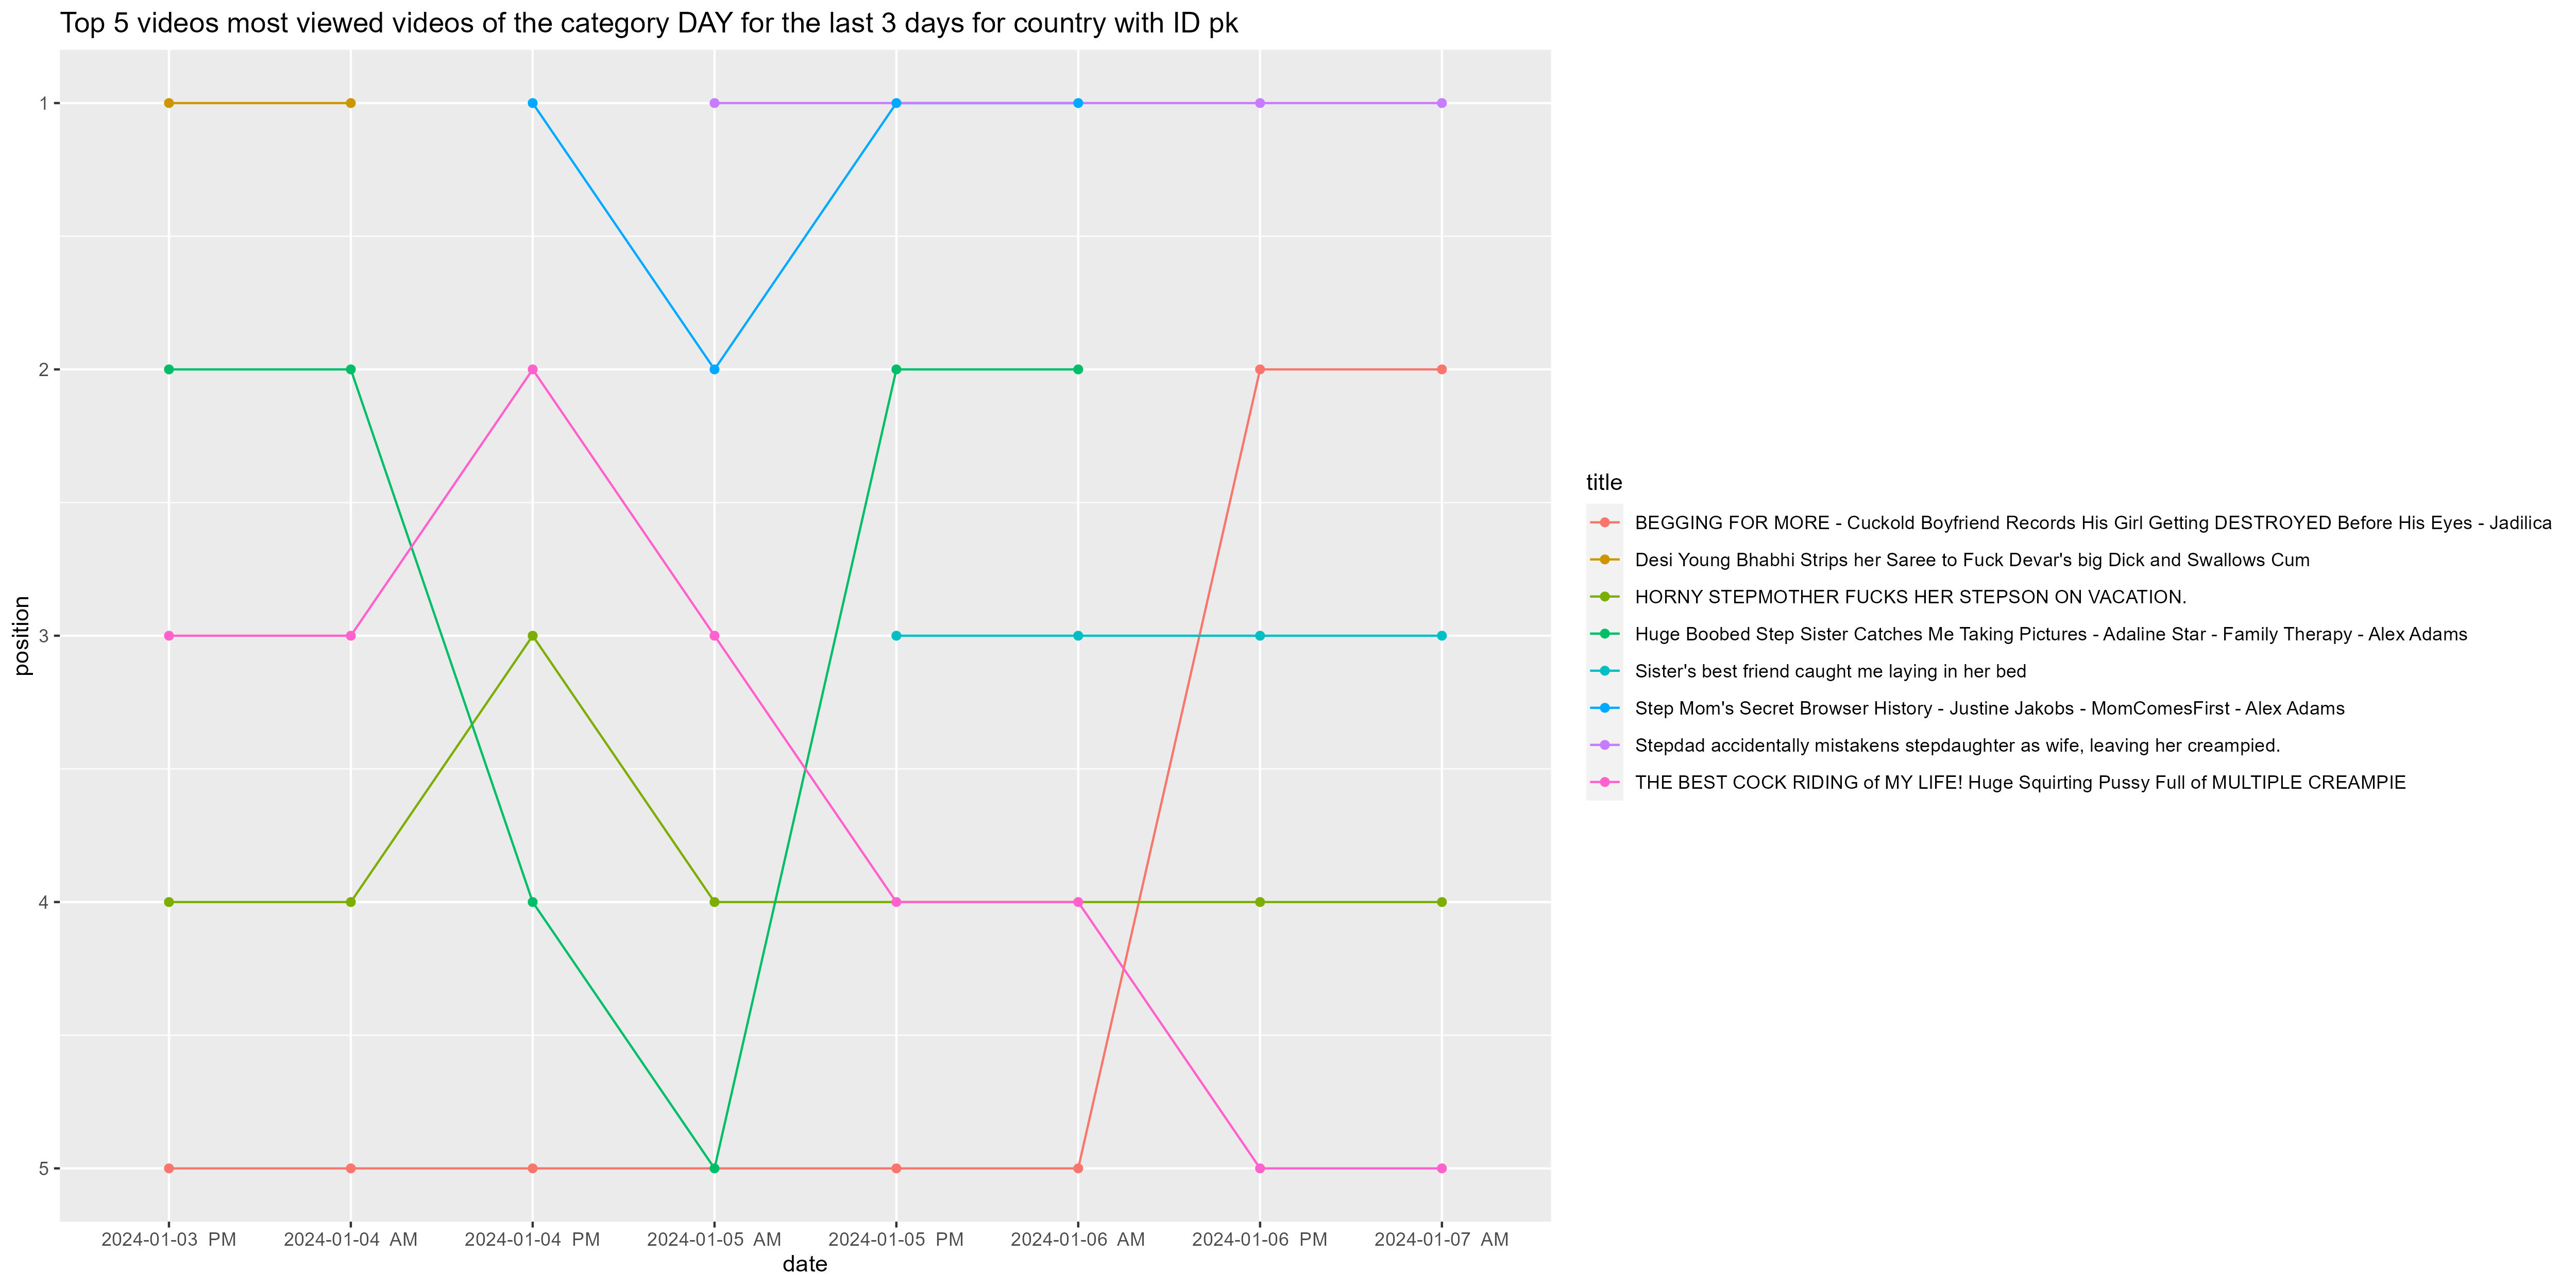 Top 5 videos most viewed videos of the category DAY for the last 3 days for country with ID pk
1
2
3
4
5
position
2024-01-03 PM
2024-01-04 AM
2024-01-04 PM
2024-01-05 AM
2024-01-05 PM
2024-01-06 AM
2024-01-06 PM
2024-01-07 AM
date
title
BEGGING FOR MORE - Cuckold Boyfriend Records His Girl Getting DESTROYED Before His Eyes - Jadilica
Desi Young Bhabhi Strips her Saree to Fuck Devar's big Dick and Swallows Cum
HORNY STEPMOTHER FUCKS HER STEPSON ON VACATION.
Huge Boobed Step Sister Catches Me Taking Pictures - Adaline Star - Family Therapy - Alex Adams
Sister's best friend caught me laying in her bed
Step Mom's Secret Browser History - Justine Jakobs - MomComesFirst - Alex Adams
Stepdad accidentally mistakens stepdaughter as wife, leaving her creampied.
THE BEST COCK RIDING of MY LIFE! Huge Squirting Pussy Full of MULTIPLE CREAMPIE